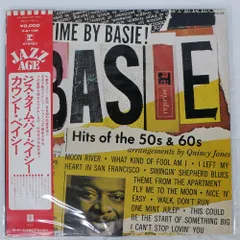 TIME BY BASIE!
BASIE
reprise
Hits of the 50s & 60s
arrangements by Quincy Jones
MOON RIVER • WHAT KIND OF FOOL AM I • I LEFT MY
HEART IN SAN FRANCISCO • SWINGIN' SHEPHERD BLUES
THEME FROM THE APARTMENT
FLY ME TO THE MOON • NICE 'N'
EASY • WALK, DON'T RUN
ONE MINT JULEP • THIS COULD
BE THE START OF SOMETHING BIG
I CAN'T STOP LOVIN' YOU
JAZZ
AGE
¥2,000
STEREO
ジス・タイム・バイ・ベイシー
カウント・ベイシー